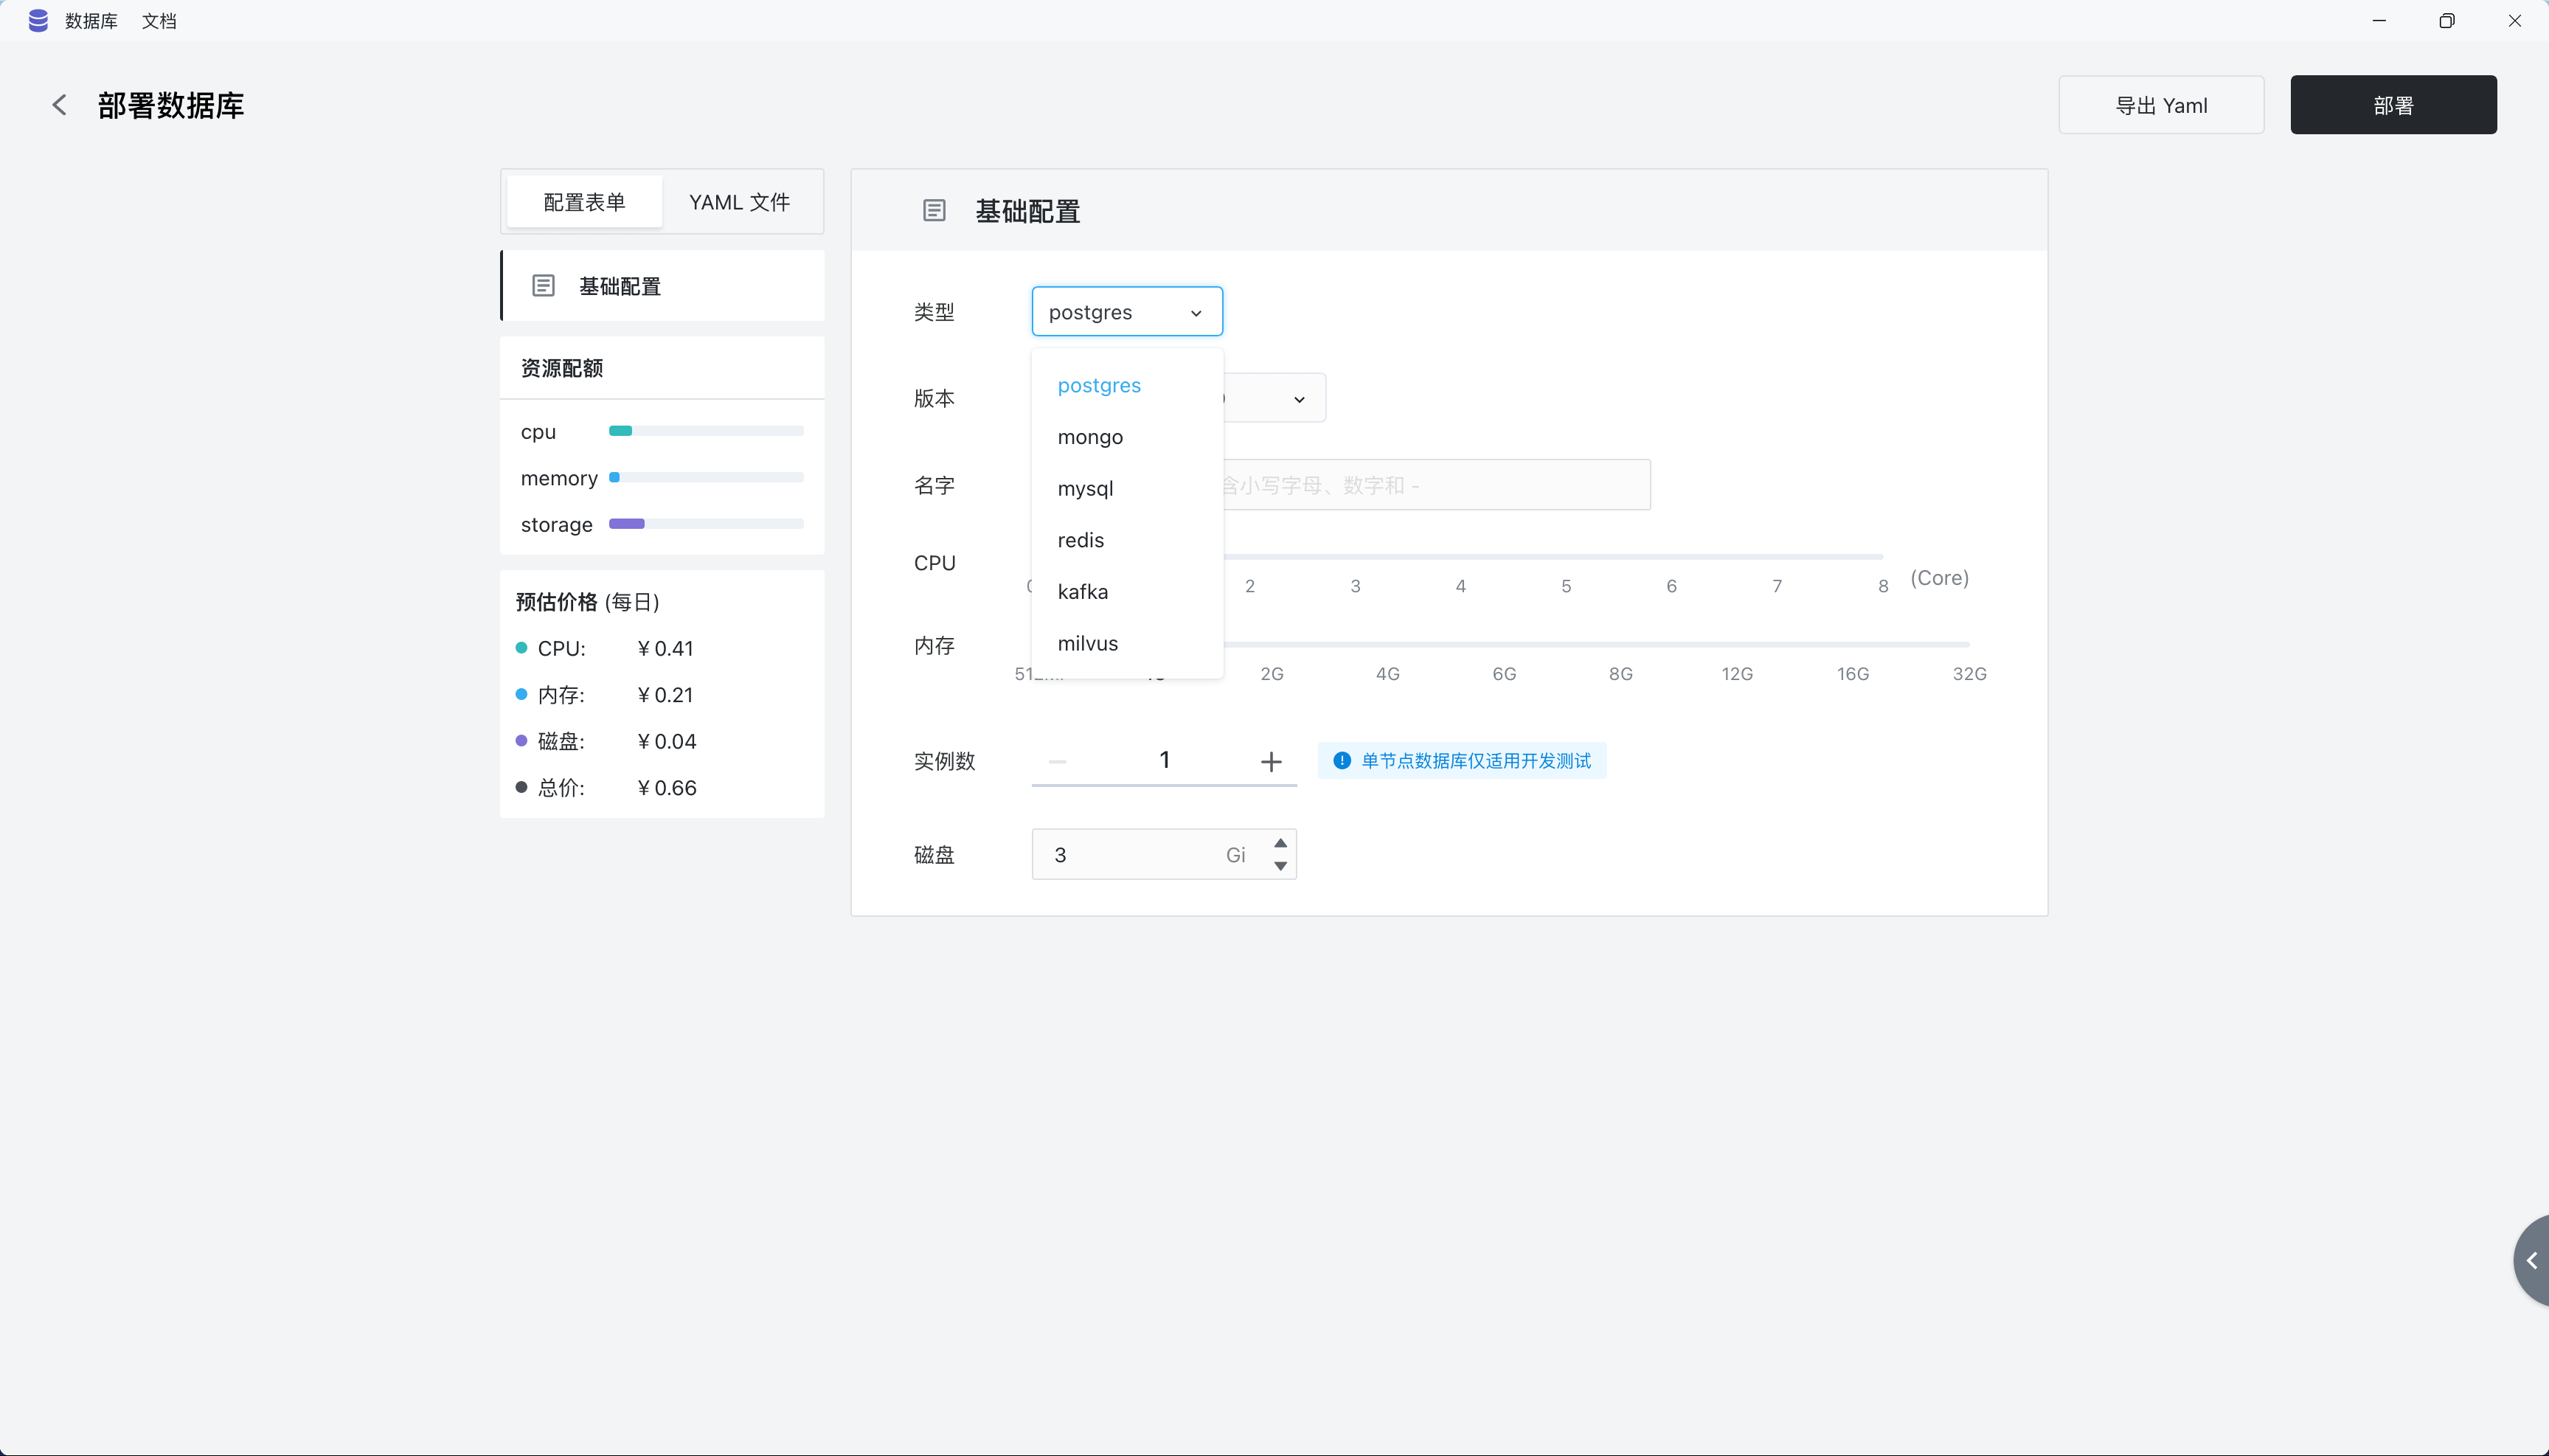 数据库 文档
部署数据库
导出 Yaml
部署
配置表单
YAML 文件
基础配置
资源配额
cpu
memory
storage
预估价格 (每日)
CPU: ¥ 0.41
内存: ¥ 0.21
磁盘: ¥ 0.04
总价: ¥ 0.66
基础配置
类型 postgres
postgres
mongo
mysql
redis
kafka
milvus
版本
名字 含小写字母、数字和 -
CPU
2 3 4 5 6 7 8 (Core)
内存
2G 4G 6G 8G 12G 16G 32G
实例数 1 单节点数据库仅适用开发测试
磁盘 3 Gi